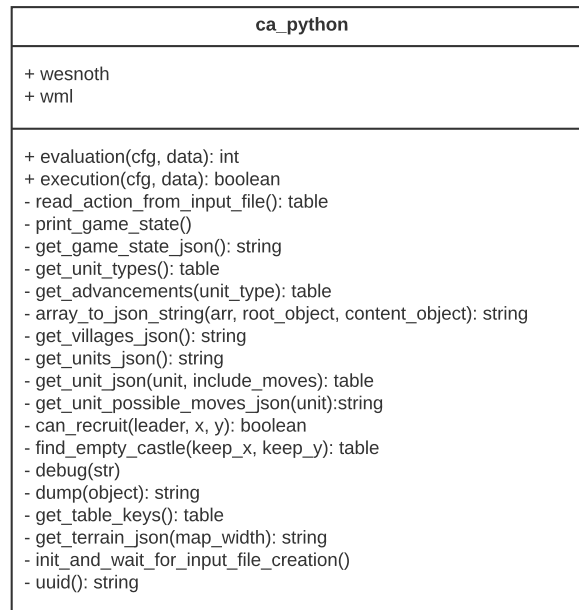 ca_python
+ wesnoth
+ wml
+ evaluation(cfg, data): int
+ execution(cfg, data): boolean
- read_action_from_input_file(): table
- print_game_state()
- get_game_state_json(): string
- get_unit_types(): table
- get_advancements(unit_type): table
- array_to_json_string(arr, root_object, content_object): string
- get_villages_json(): string
- get_units_json(): string
- get_unit_json(unit, include_moves): table
- get_unit_possible_moves_json(unit):string
- can_recruit(leader, x, y): boolean
- find_empty_castle(keep_x, keep_y): table
- debug(str)
- dump(object): string
- get_table_keys(): table
- get_terrain_json(map_width): string
- init_and_wait_for_input_file_creation()
- uuid(): string